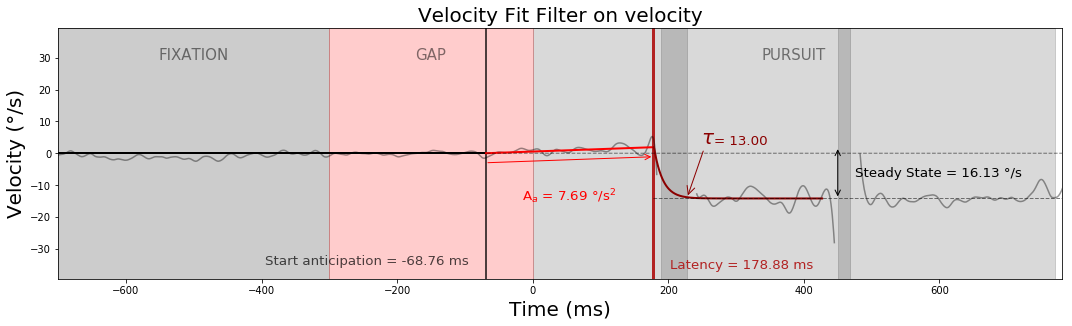 Velocity Fit Filter on velocity
FIXATION
GAP
PURSUIT
τ = 13.00
Steady State = 16.13 °/s
Aₐ = 7.69 °/s²
Start anticipation = -68.76 ms
Latency = 178.88 ms
Velocity (°/s)
30
20
10
0
−10
−20
−30
−600
−400
−200
0
200
400
600
Time (ms)